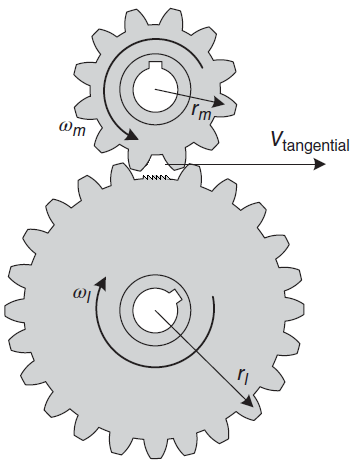 r_m
ω_m
V_tangential
ω_l
r_l